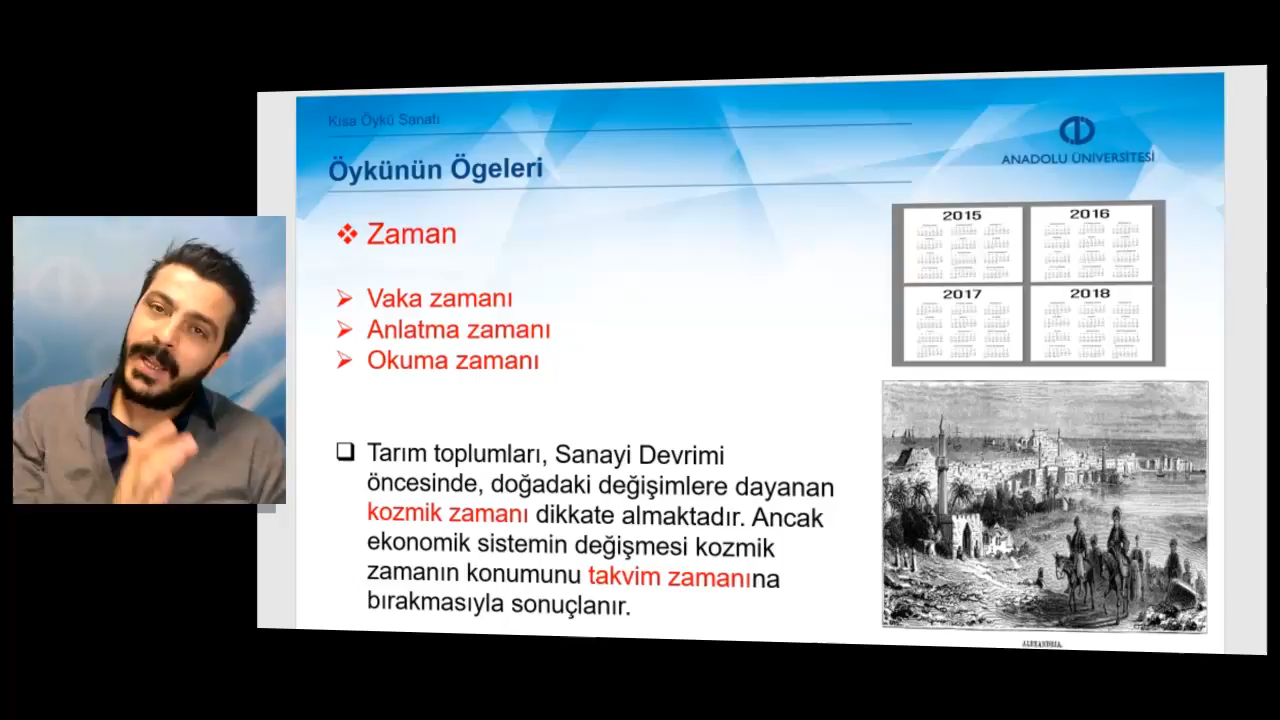 Kısa Öykü Sanatı
Öykünün Ögeleri
ANADOLU ÜNİVERSİTESİ
Zaman
Vaka zamanı
Anlatma zamanı
Okuma zamanı
Tarım toplumları, Sanayi Devrimi
öncesinde, doğadaki değişimlere dayanan
kozmik zamanı dikkate almaktadır. Ancak
ekonomik sistemin değişmesi kozmik
zamanın konumunu takvim zamanına
bırakmasıyla sonuçlanır.
2015
2016
2017
2018
ALEXANDRIA.